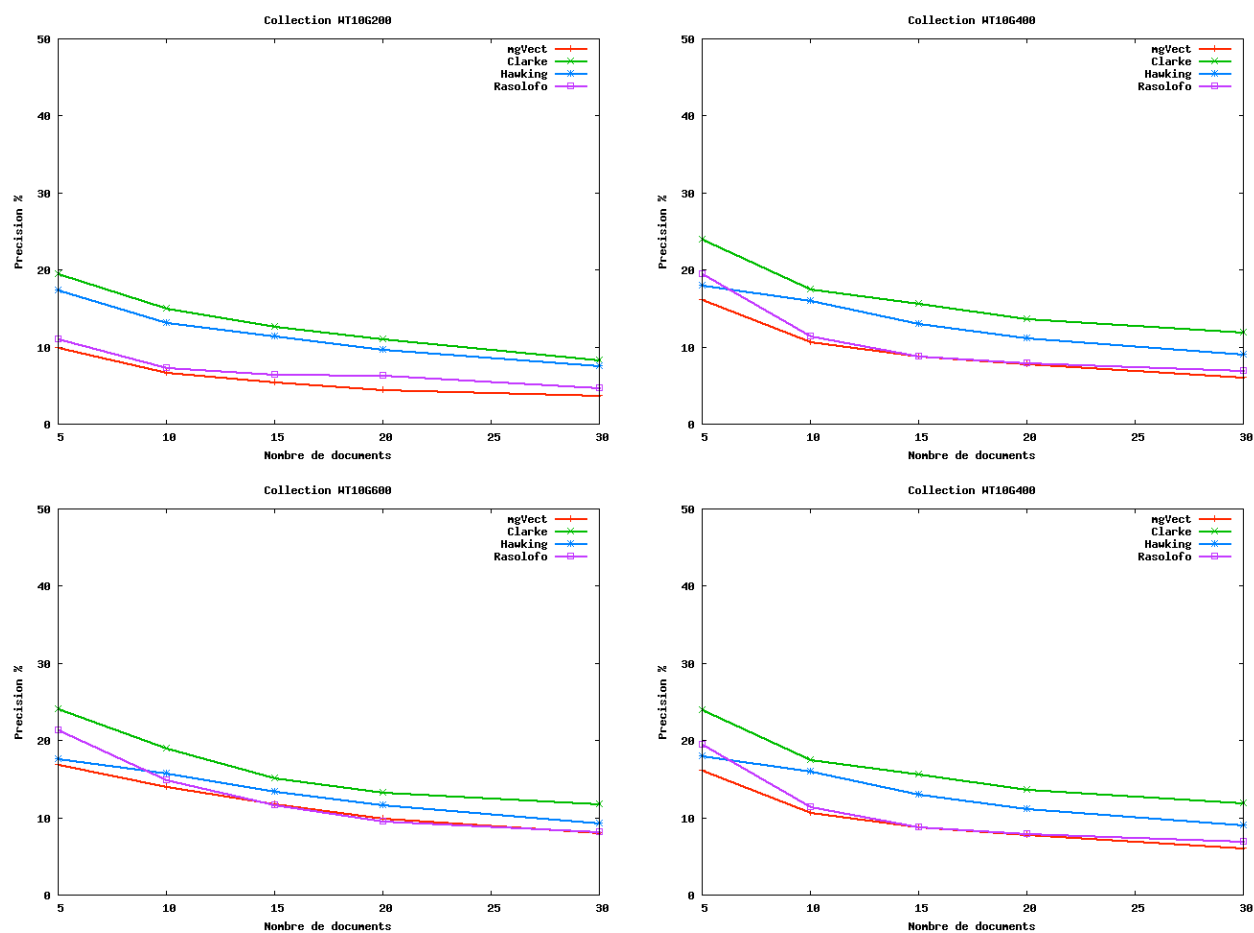 Collection WT10G200
50
40
30
20
10
0
Precision %
mgVect
Clarke
Hawking
Rasolofo
5 10 15 20 25 30
Nombre de documents
Collection WT10G400
50
40
30
20
10
0
Precision %
mgVect
Clarke
Hawking
Rasolofo
5 10 15 20 25 30
Nombre de documents
Collection WT10G600
50
40
30
20
10
0
Precision %
mgVect
Clarke
Hawking
Rasolofo
5 10 15 20 25 30
Nombre de documents
Collection WT10G400
50
40
30
20
10
0
Precision %
mgVect
Clarke
Hawking
Rasolofo
5 10 15 20 25 30
Nombre de documents